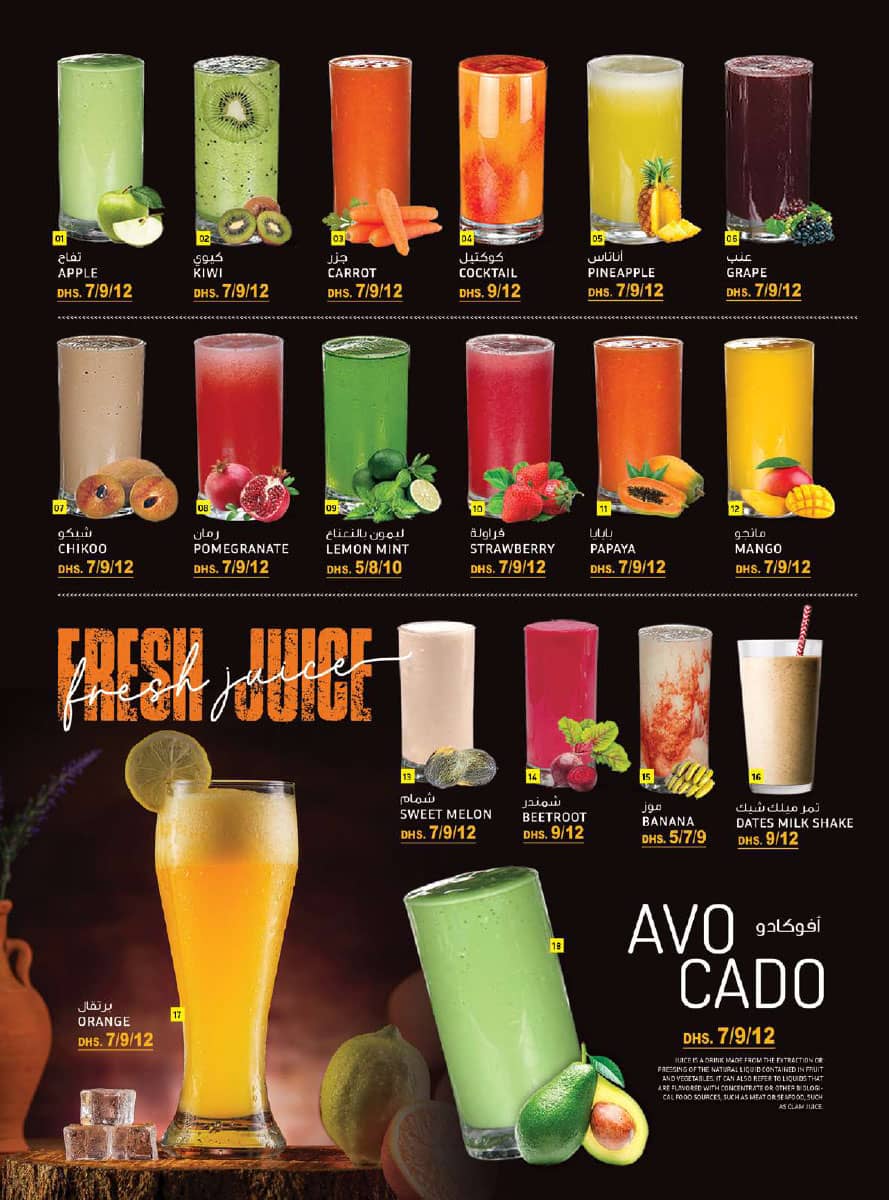 01
تفاح
APPLE
DHS. 7/9/12
02
كيوي
KIWI
DHS. 7/9/12
03
جزر
CARROT
DHS. 7/9/12
04
كوكتيل
COCKTAIL
DHS. 9/12
05
أناناس
PINEAPPLE
DHS. 7/9/12
06
عنب
GRAPE
DHS. 7/9/12
07
شيكو
CHIKOO
DHS. 7/9/12
08
رمان
POMEGRANATE
DHS. 7/9/12
09
ليمون بالنعناع
LEMON MINT
DHS. 5/8/10
10
فراولة
STRAWBERRY
DHS. 7/9/12
11
بابايا
PAPAYA
DHS. 7/9/12
12
مانجو
MANGO
DHS. 7/9/12
FRESH JUICE
fresh juice
13
شمام
SWEET MELON
DHS. 7/9/12
14
شمندر
BEETROOT
DHS. 9/12
15
موز
BANANA
DHS. 5/7/9
16
تمر ميلك شيك
DATES MILK SHAKE
DHS. 9/12
17
برتقال
ORANGE
DHS. 7/9/12
18
أفوكادو
AVO
CADO
DHS. 7/9/12
JUICE IS A DRINK MADE FROM THE EXTRACTION OR
PRESSING OF THE NATURAL LIQUID CONTAINED IN FRUIT
AND VEGETABLES. IT CAN ALSO REFER TO LIQUIDS THAT
ARE FLAVORED WITH CONCENTRATE OR OTHER BIOLOGI-
CAL FOOD SOURCES, SUCH AS MEAT OR SEAFOOD, SUCH
AS CLAM JUICE.